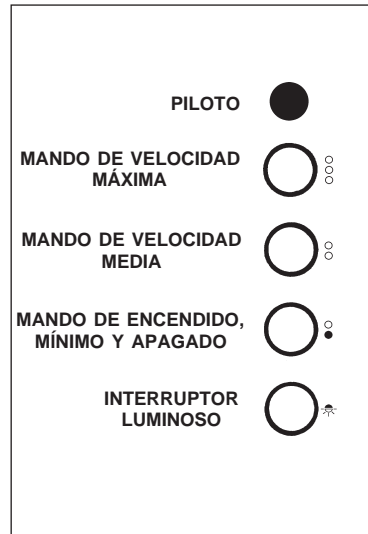 PILOTO
MANDO DE VELOCIDAD
MÁXIMA
MANDO DE VELOCIDAD
MEDIA
MANDO DE ENCENDIDO,
MÍNIMO Y APAGADO
INTERRUPTOR
LUMINOSO